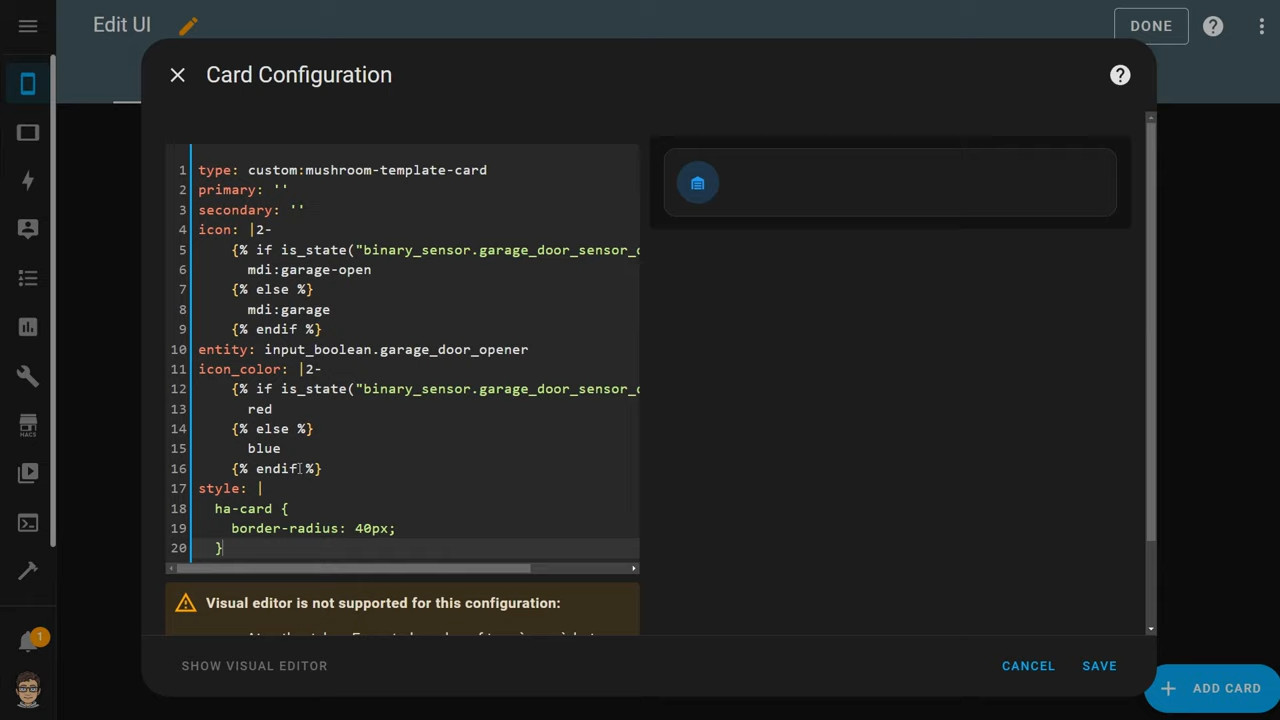 Edit UI
DONE
Card Configuration
1 type: custom:mushroom-template-card
2 primary: ''
3 secondary: ''
4 icon: |2-
5 {% if is_state("binary_sensor.garage_door_sensor_
6 mdi:garage-open
7 {% else %}
8 mdi:garage
9 {% endif %}
10 entity: input_boolean.garage_door_opener
11 icon_color: |2-
12 {% if is_state("binary_sensor.garage_door_sensor_
13 red
14 {% else %}
15 blue
16 {% endif %}
17 style: |
18 ha-card {
19 border-radius: 40px;
20 }
Visual editor is not supported for this configuration:
SHOW VISUAL EDITOR
CANCEL
SAVE
ADD CARD
HACS
1